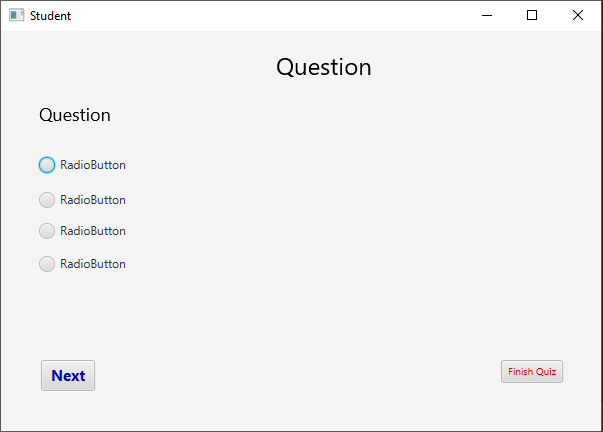 Student
Question
Question
RadioButton
RadioButton
RadioButton
RadioButton
Next
Finish Quiz